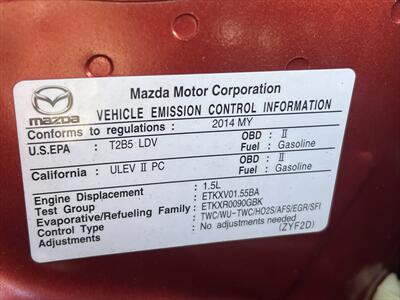 Mazda Motor Corporation
mazda VEHICLE EMISSION CONTROL INFORMATION
Conforms to regulations : 2014 MY
U.S.EPA : T2B5 LDV OBD : II
Fuel : Gasoline
California : ULEV II PC OBD : II
Fuel : Gasoline
Engine Displacement : 1.5L
Test Group : ETKXV01.55BA
Evaporative/Refueling Family : ETKXR0090GBK
Control Type : TWC/WU-TWC/HO2S/AFS/EGR/SFI
Adjustments : No adjustments needed
(ZYF2D)